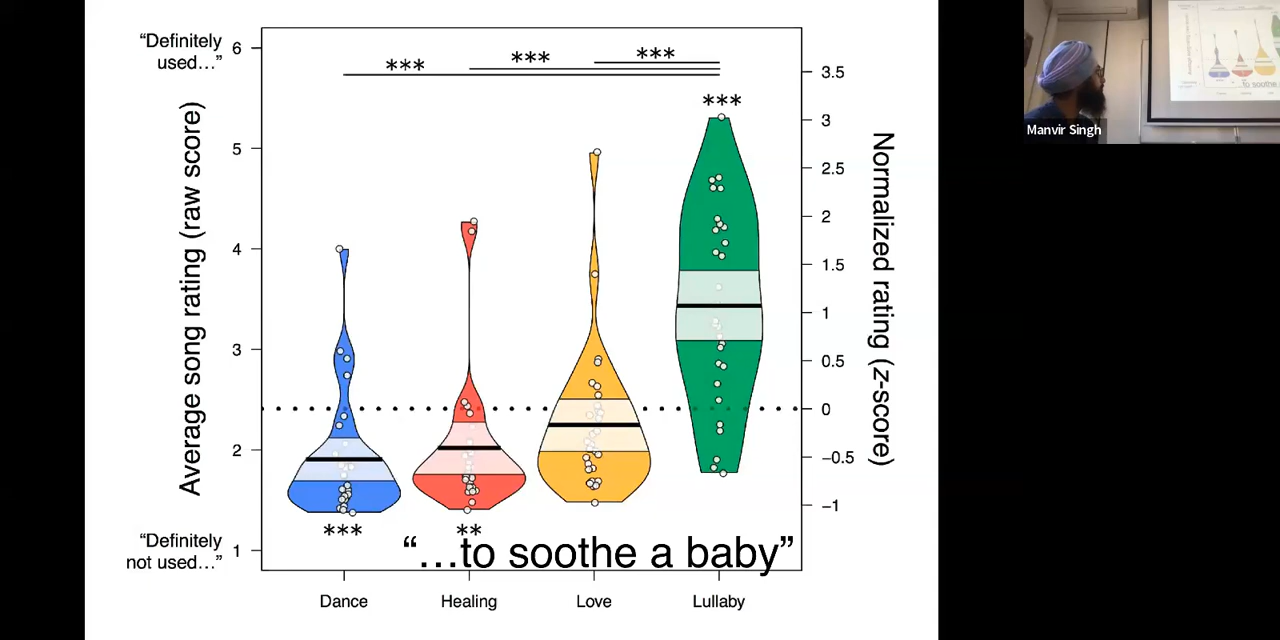 “Definitely
used…”
6
5
4
3
2
1
“Definitely
not used…”
Average song rating (raw score)
***
***
***
***
***
**
“…to soothe a baby”
Dance
Healing
Love
Lullaby
3.5
3
2.5
2
1.5
1
0.5
0
−0.5
−1
Normalized rating (z-score)
Manvir Singh
...to soothe a